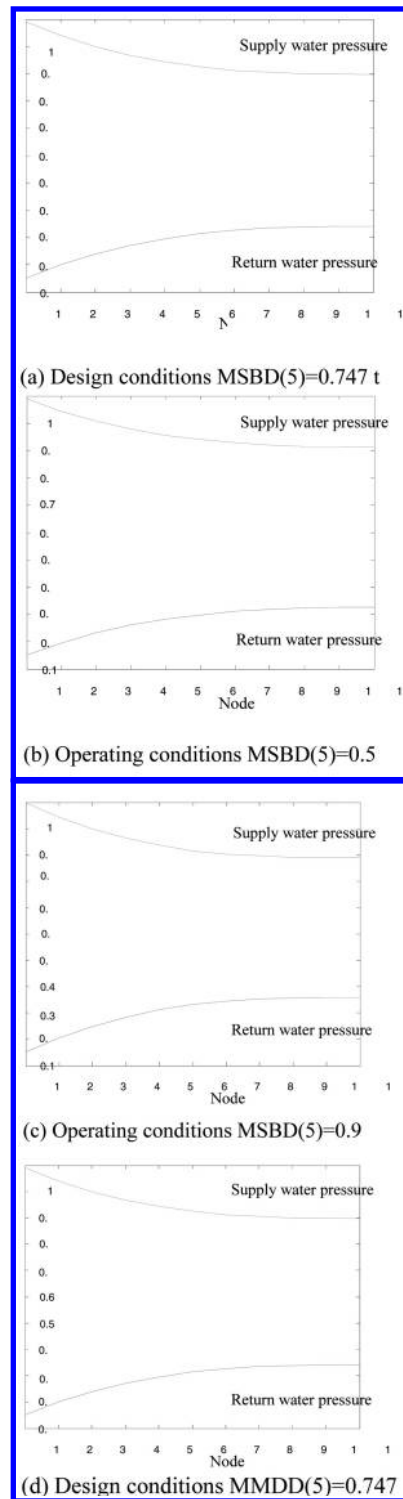 1
Supply water pressure
0.
0.
0.
0.
0.
0.
0.
Return water pressure
0.
1 2 3 4 5 6 7 8 9 1
(a) Design conditions MSBD(5)=0.747 t
1
Supply water pressure
0.
0.
0.7
0.
0.
0.
0.
0.
Return water pressure
0.1
1 2 3 4 5 6 7 8 9 1 1
Node
(b) Operating conditions MSBD(5)=0.5
1
Supply water pressure
0.
0.
0.
0.
0.
0.4
0.3
0.
Return water pressure
0.1
1 2 3 4 5 6 7 8 9 1 1
Node
(c) Operating conditions MSBD(5)=0.9
1
Supply water pressure
0.
0.
0.
0.6
0.5
0.
0.
0.
Return water pressure
0.
1 2 3 4 5 6 7 8 9 1 1
(d) Design conditions MMDD(5)=0.747